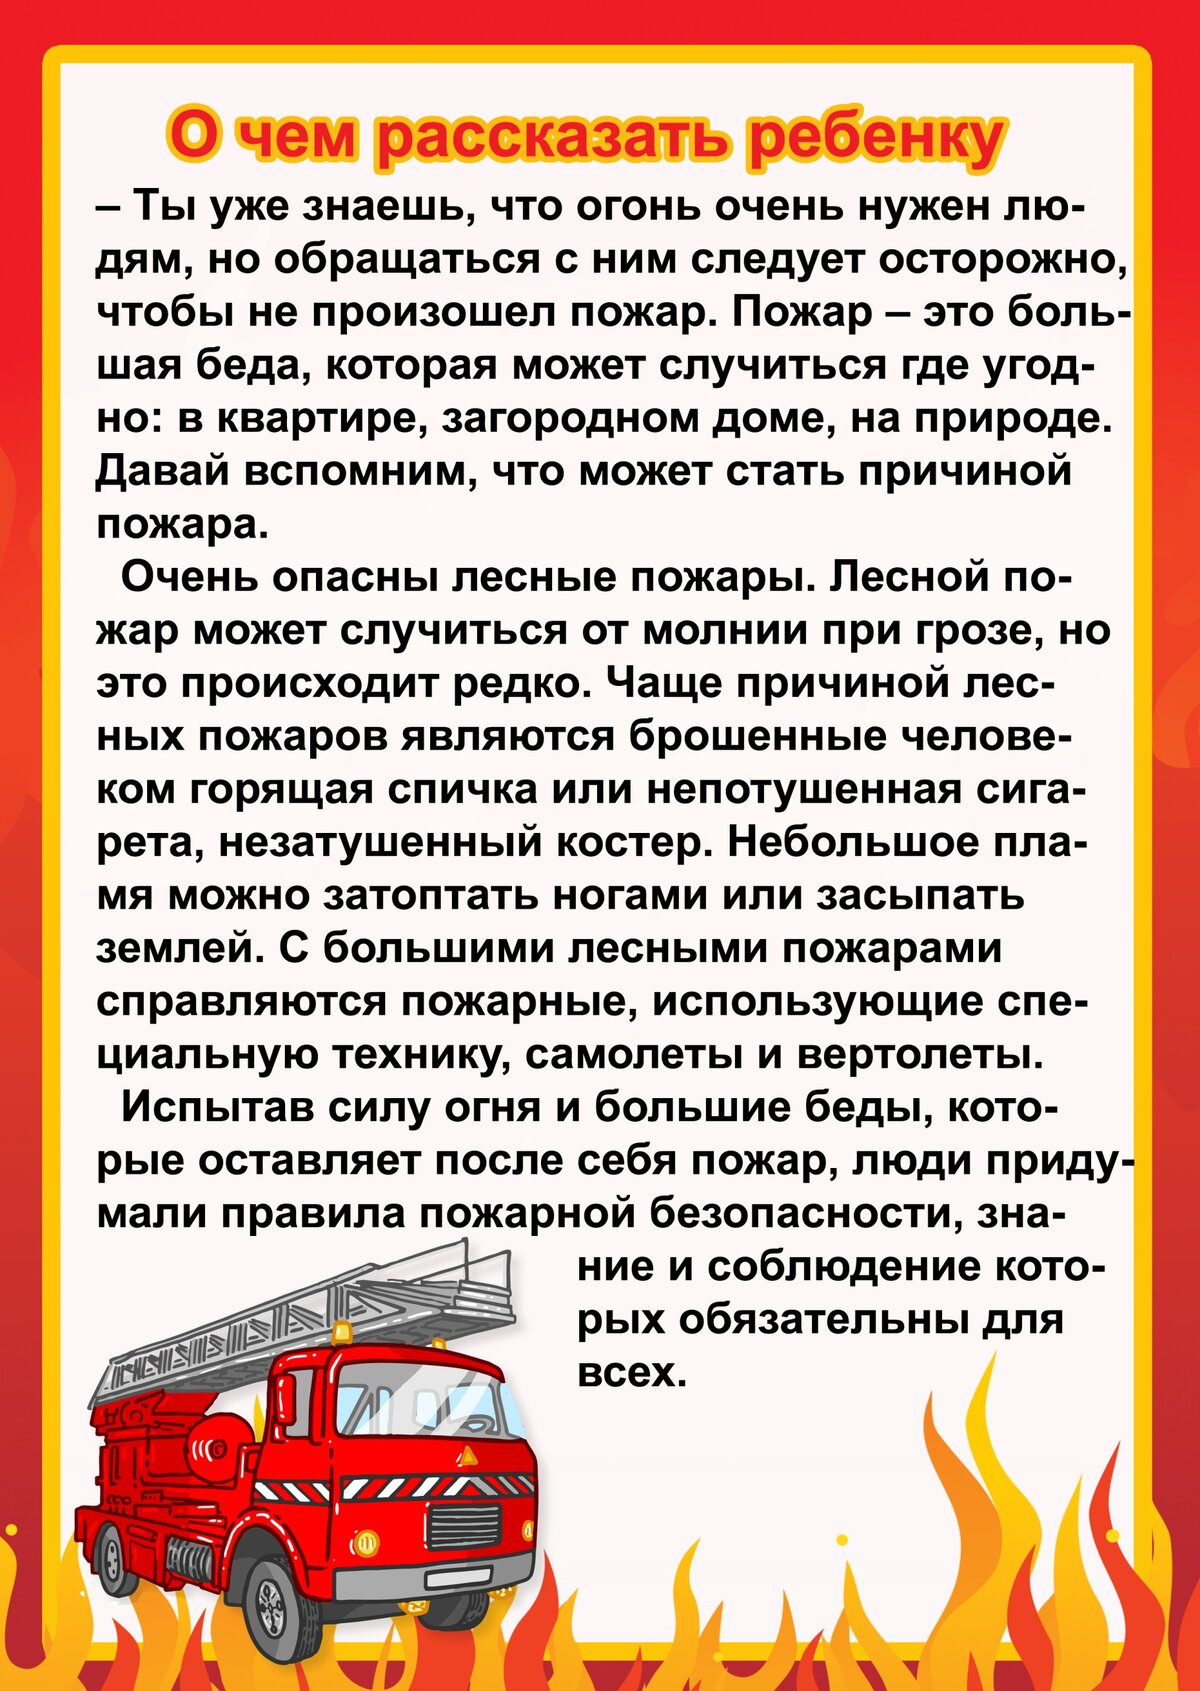 О чем рассказать ребенку
– Ты уже знаешь, что огонь очень нужен лю-
дям, но обращаться с ним следует осторожно,
чтобы не произошел пожар. Пожар – это боль-
шая беда, которая может случиться где угод-
но: в квартире, загородном доме, на природе.
Давай вспомним, что может стать причиной
пожара.
Очень опасны лесные пожары. Лесной по-
жар может случиться от молнии при грозе, но
это происходит редко. Чаще причиной лес-
ных пожаров являются брошенные челове-
ком горящая спичка или непотушенная сига-
рета, незатушенный костер. Небольшое пла-
мя можно затоптать ногами или засыпать
землей. С большими лесными пожарами
справляются пожарные, использующие спе-
циальную технику, самолеты и вертолеты.
Испытав силу огня и большие беды, кото-
рые оставляет после себя пожар, люди приду-
мали правила пожарной безопасности, зна-
ние и соблюдение кото-
рых обязательны для
всех.